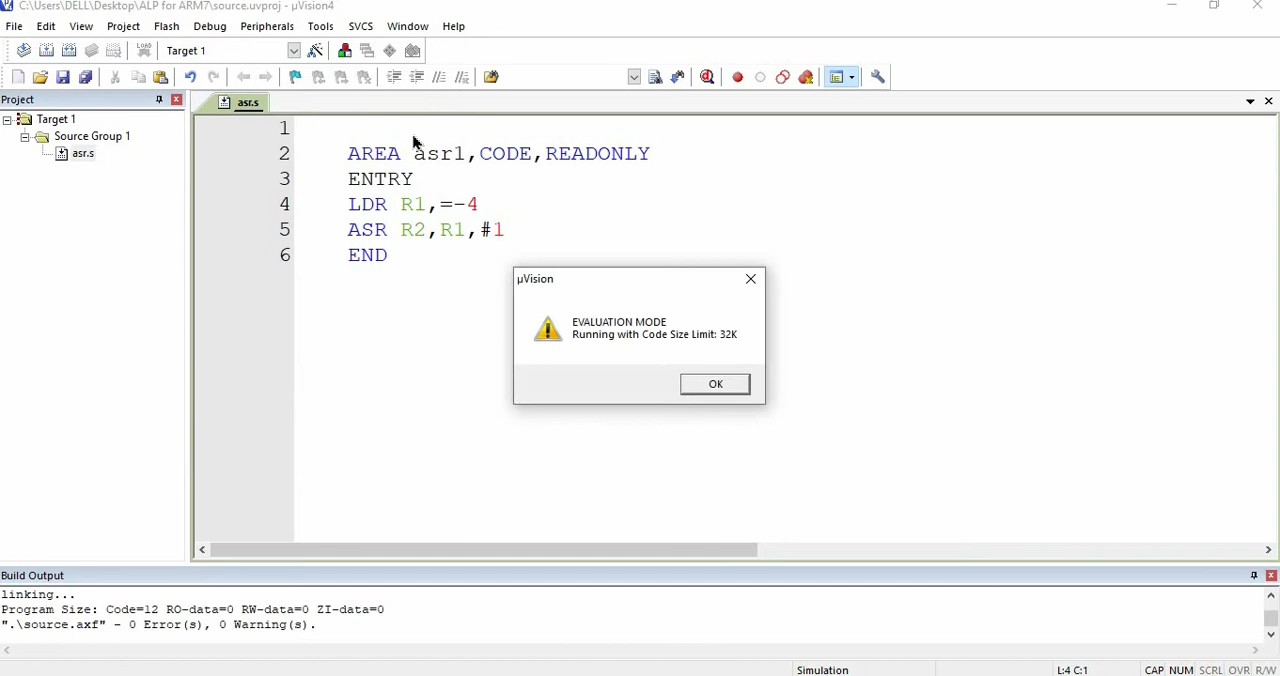 C:\Users\DELL\Desktop\ALP for ARM7\source.uvproj - µVision4
File Edit View Project Flash Debug Peripherals Tools SVCS Window Help
LOAD
Target 1
Project
asr.s
Target 1
Source Group 1
asr.s
1
2 AREA asr1,CODE,READONLY
3 ENTRY
4 LDR R1,=-4
5 ASR R2,R1,#1
6 END
µVision
EVALUATION MODE
Running with Code Size Limit: 32K
OK
Build Output
linking...
Program Size: Code=12 RO-data=0 RW-data=0 ZI-data=0
".\source.axf" - 0 Error(s), 0 Warning(s).
Simulation L:4 C:1 CAP NUM SCRL OVR R/W